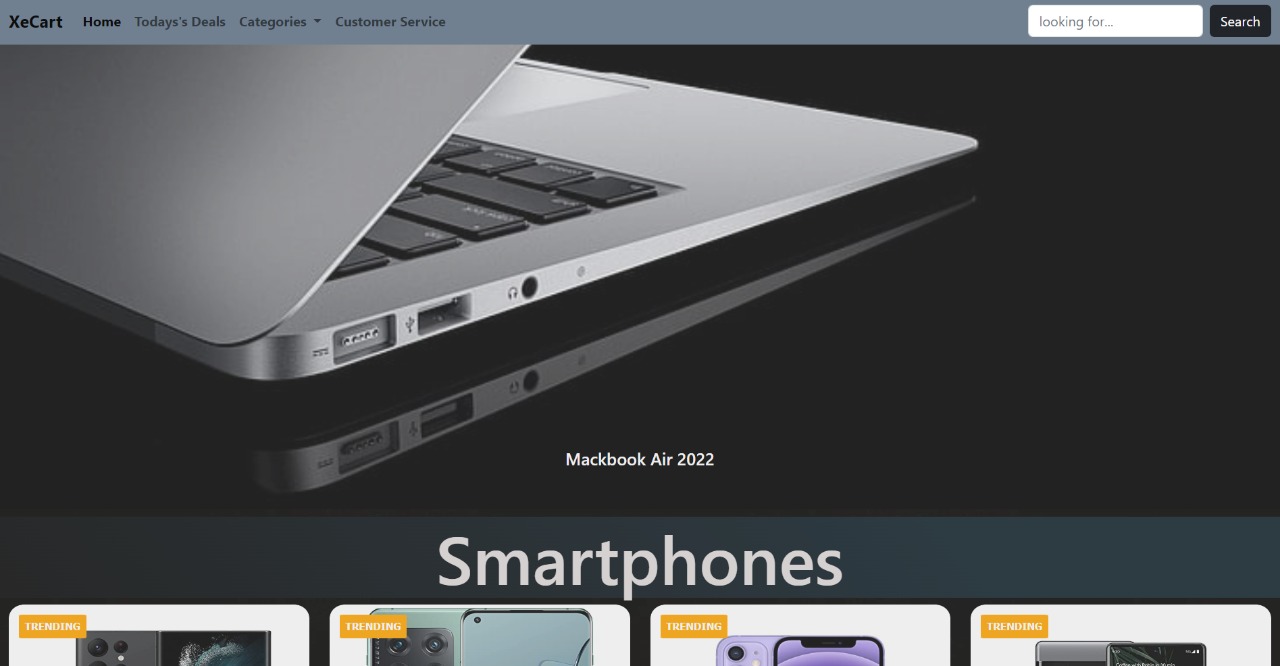 XeCart Home Todays's Deals Categories Customer Service looking for... Search
Mackbook Air 2022
Smartphones
TRENDING TRENDING TRENDING TRENDING